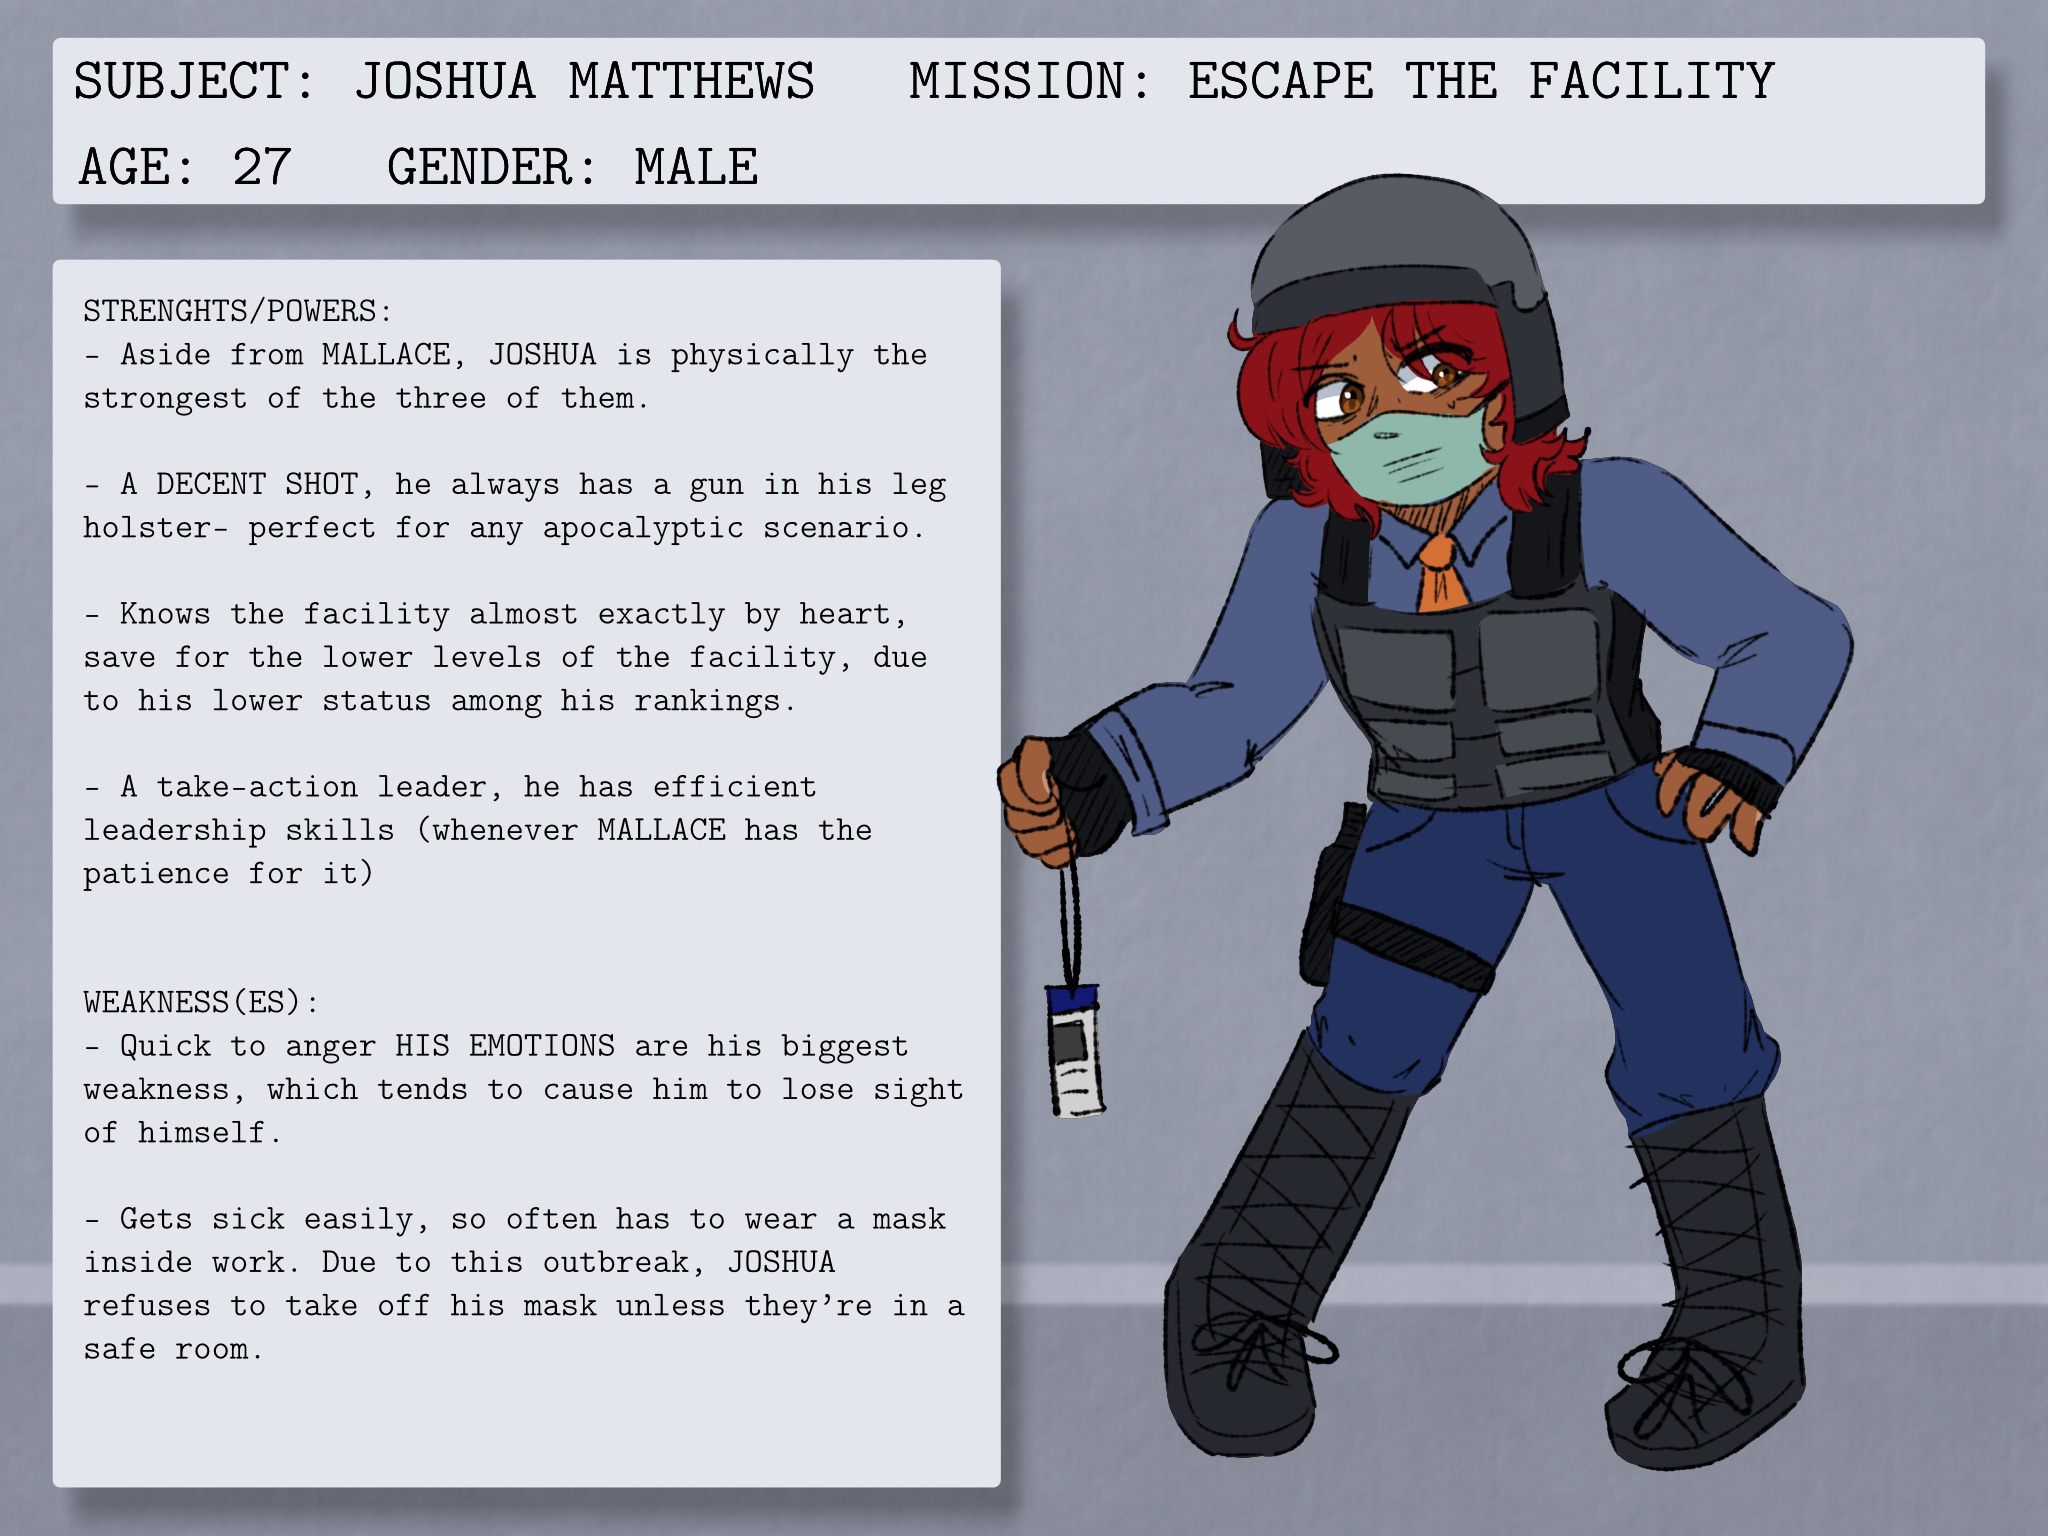 SUBJECT: JOSHUA MATTHEWS MISSION: ESCAPE THE FACILITY
AGE: 27 GENDER: MALE
STRENGHTS/POWERS:
- Aside from MALLACE, JOSHUA is physically the
strongest of the three of them.
- A DECENT SHOT, he always has a gun in his leg
holster- perfect for any apocalyptic scenario.
- Knows the facility almost exactly by heart,
save for the lower levels of the facility, due
to his lower status among his rankings.
- A take-action leader, he has efficient
leadership skills (whenever MALLACE has the
patience for it)
WEAKNESS(ES):
- Quick to anger HIS EMOTIONS are his biggest
weakness, which tends to cause him to lose sight
of himself.
- Gets sick easily, so often has to wear a mask
inside work. Due to this outbreak, JOSHUA
refuses to take off his mask unless they're in a
safe room.